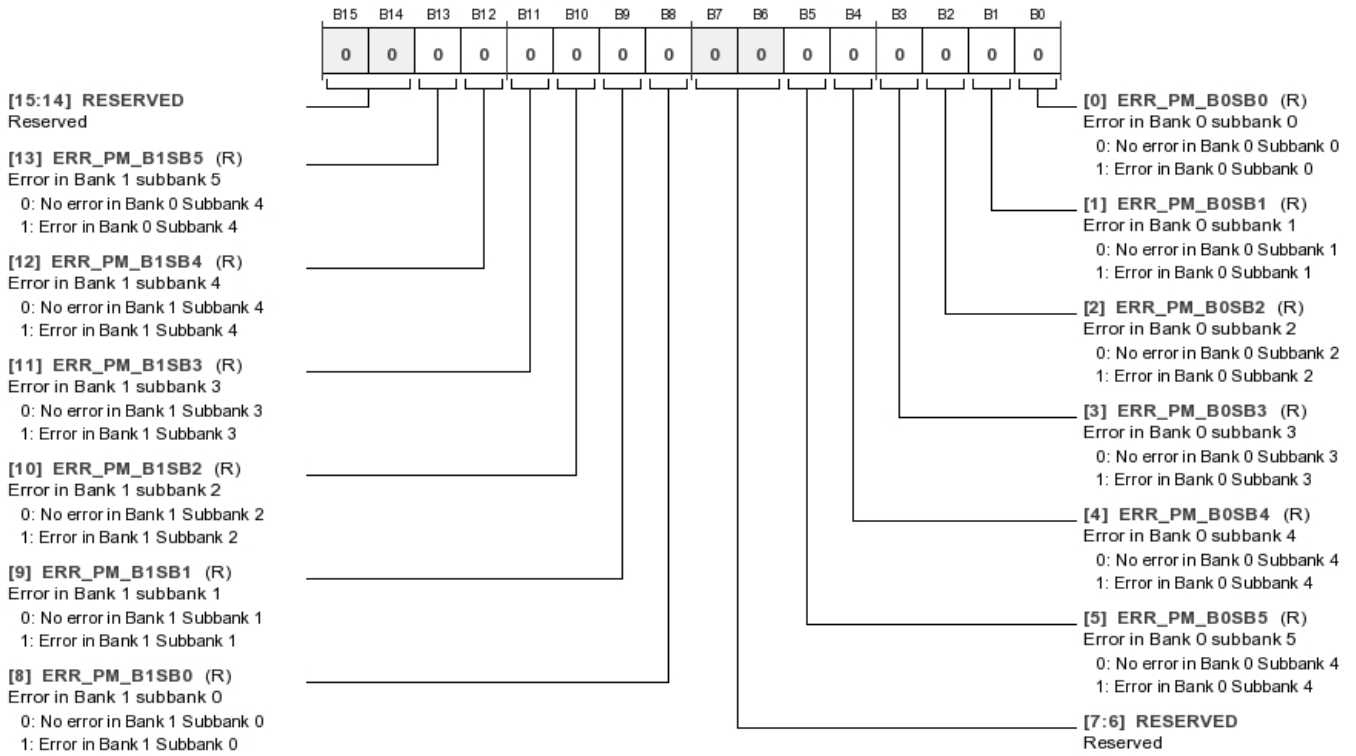 B15 B14 B13 B12 B11 B10 B9 B8 B7 B6 B5 B4 B3 B2 B1 B0
0 0 0 0 0 0 0 0 0 0 0 0 0 0 0 0
[15:14] RESERVED
Reserved
[13] ERR_PM_B1SB5 (R)
Error in Bank 1 subbank 5
0: No error in Bank 0 Subbank 4
1: Error in Bank 0 Subbank 4
[12] ERR_PM_B1SB4 (R)
Error in Bank 1 subbank 4
0: No error in Bank 1 Subbank 4
1: Error in Bank 1 Subbank 4
[11] ERR_PM_B1SB3 (R)
Error in Bank 1 subbank 3
0: No error in Bank 1 Subbank 3
1: Error in Bank 1 Subbank 3
[10] ERR_PM_B1SB2 (R)
Error in Bank 1 subbank 2
0: No error in Bank 1 Subbank 2
1: Error in Bank 1 Subbank 2
[9] ERR_PM_B1SB1 (R)
Error in Bank 1 subbank 1
0: No error in Bank 1 Subbank 1
1: Error in Bank 1 Subbank 1
[8] ERR_PM_B1SB0 (R)
Error in Bank 1 subbank 0
0: No error in Bank 1 Subbank 0
1: Error in Bank 1 Subbank 0
[0] ERR_PM_B0SB0 (R)
Error in Bank 0 subbank 0
0: No error in Bank 0 Subbank 0
1: Error in Bank 0 Subbank 0
[1] ERR_PM_B0SB1 (R)
Error in Bank 0 subbank 1
0: No error in Bank 0 Subbank 1
1: Error in Bank 0 Subbank 1
[2] ERR_PM_B0SB2 (R)
Error in Bank 0 subbank 2
0: No error in Bank 0 Subbank 2
1: Error in Bank 0 Subbank 2
[3] ERR_PM_B0SB3 (R)
Error in Bank 0 subbank 3
0: No error in Bank 0 Subbank 3
1: Error in Bank 0 Subbank 3
[4] ERR_PM_B0SB4 (R)
Error in Bank 0 subbank 4
0: No error in Bank 0 Subbank 4
1: Error in Bank 0 Subbank 4
[5] ERR_PM_B0SB5 (R)
Error in Bank 0 subbank 5
0: No error in Bank 0 Subbank 4
1: Error in Bank 0 Subbank 4
[7:6] RESERVED
Reserved